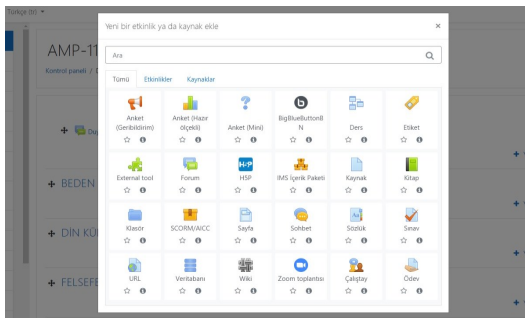 Türkçe (tr)
Yeni bir etkinlik ya da kaynak ekle ×
AMP-11
Ara
Kontrol paneli /
Tümü Etkinlikler Kaynaklar
Anket (Geribildirim)
Anket (Hazır ölçekli)
Anket (Mini)
BigBlueButtonBN
Ders
Etiket
External tool
Forum
H5P
H5P
IMS İçerik Paketi
Kaynak
Kitap
BEDEN
Klasör
SCORM/AICC
Sayfa
Sohbet
Sözlük
Sınav
DİN KÜ
URL
Veritabanı
Wiki
Zoom toplantısı
Çalıştay
Ödev
FELSEFE